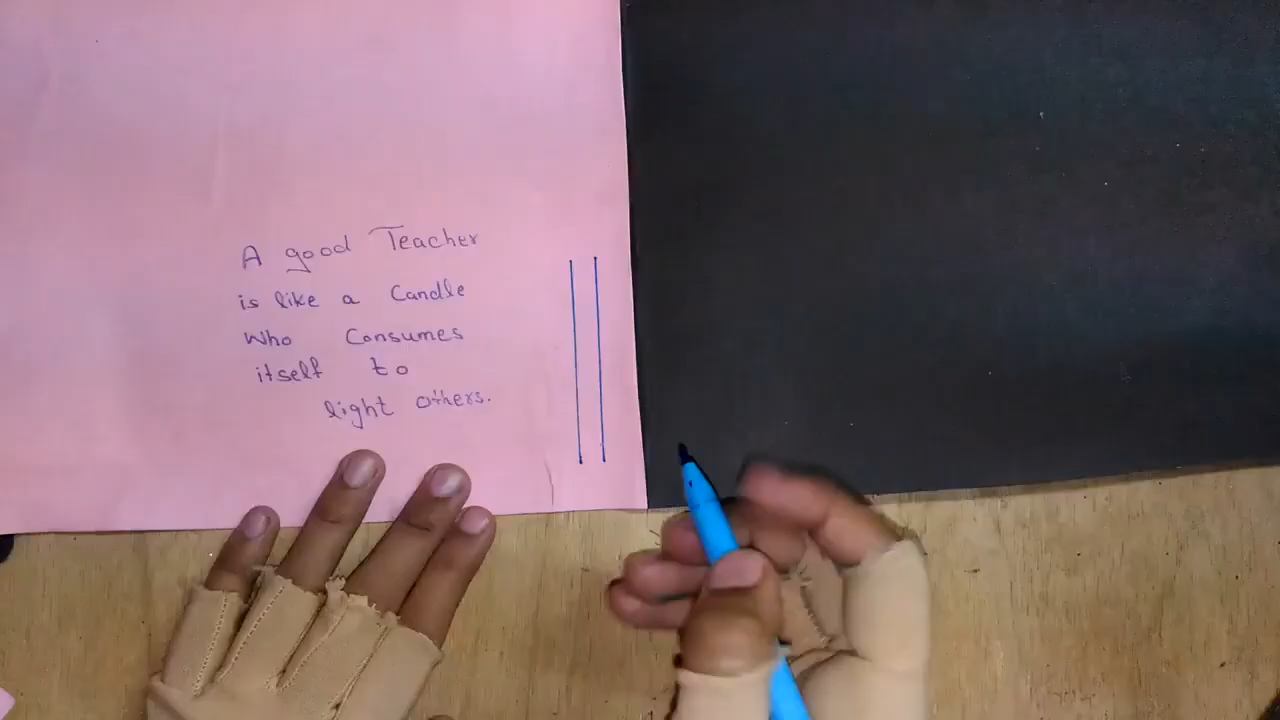 A good Teacher
is like a Candle
Who Consumes
itself to
light others.